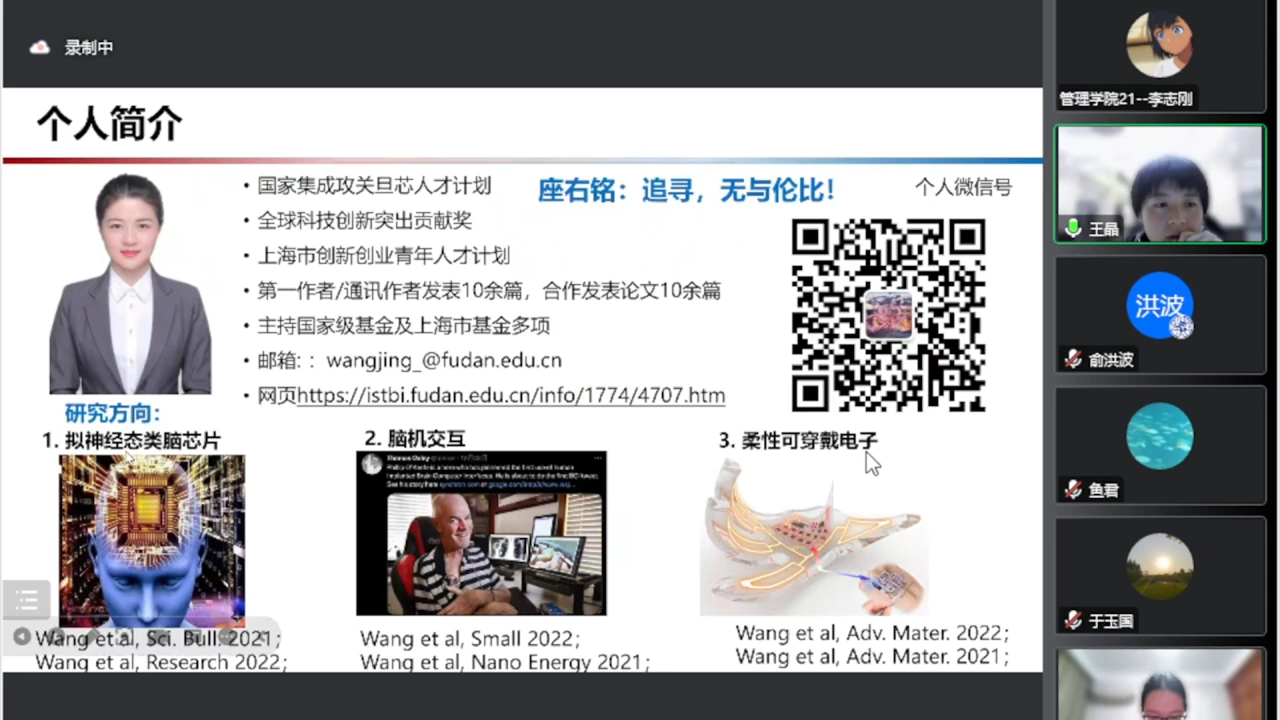 录制中
个人简介
国家集成攻关旦芯人才计划
全球科技创新突出贡献奖
上海市创新创业青年人才计划
第一作者/通讯作者发表10余篇，合作发表论文10余篇
主持国家级基金及上海市基金多项
邮箱:：wangjing_@fudan.edu.cn
网页https://istbi.fudan.edu.cn/info/1774/4707.htm
座右铭：追寻，无与伦比！
个人微信号
研究方向：
1. 拟神经态类脑芯片
2. 脑机交互
3. 柔性可穿戴电子
Wang et al, Sci. Bull. 2021;
Wang et al, Research 2022;
Wang et al, Small 2022;
Wang et al, Nano Energy 2021;
Wang et al, Adv. Mater. 2022;
Wang et al, Adv. Mater. 2021;
管理学院21--李志刚
王晶
洪波
俞洪波
鱼君
于玉国